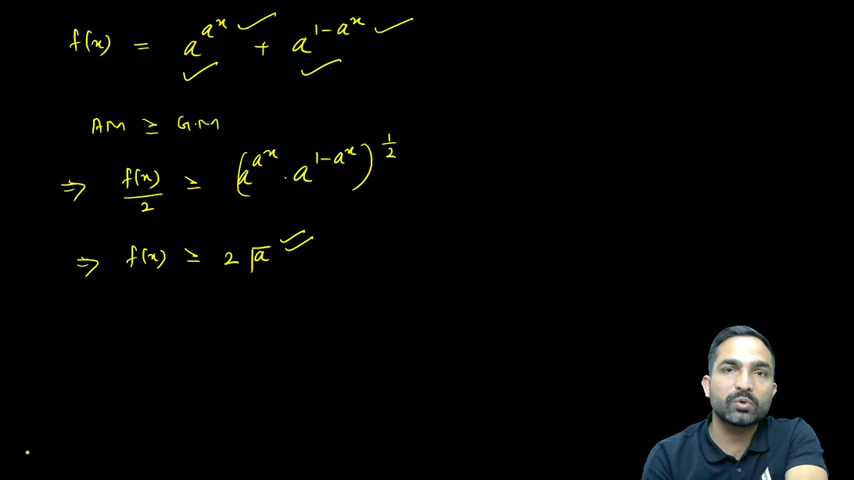 f(x) = a^{a^x} + a^{1-a^x}
AM ≥ G.M
⇒ f(x)/2 ≥ (a^{a^x} · a^{1-a^x})^{1/2}
⇒ f(x) ≥ 2√a